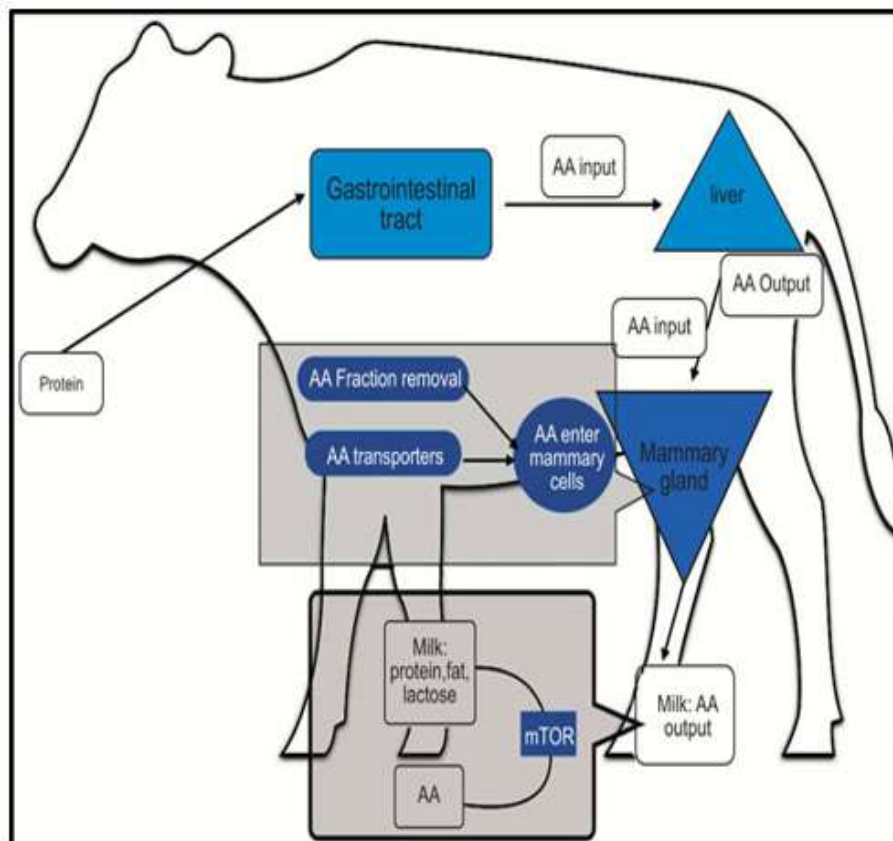 Gastrointestinal
tract
AA input
liver
AA Output
AA input
Protein
AA Fraction removal
AA transporters
AA enter
mammary
cells
Mammary
gland
Milk:
protein,fat,
lactose
mTOR
AA
Milk: AA
output